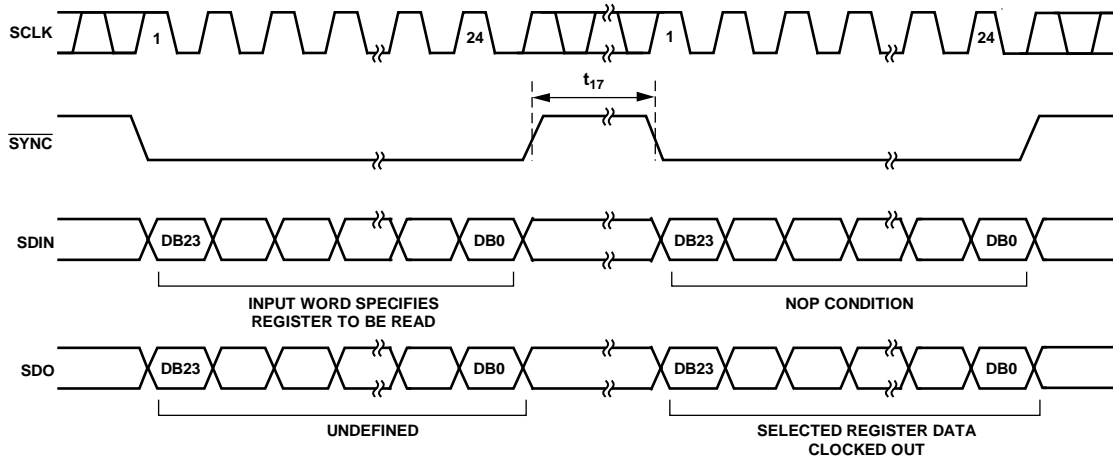 SCLK
1
24
1
24
t17
SYNC
SDIN
DB23
DB0
DB23
DB0
INPUT WORD SPECIFIES
REGISTER TO BE READ
NOP CONDITION
SDO
DB23
DB0
DB23
DB0
UNDEFINED
SELECTED REGISTER DATA
CLOCKED OUT